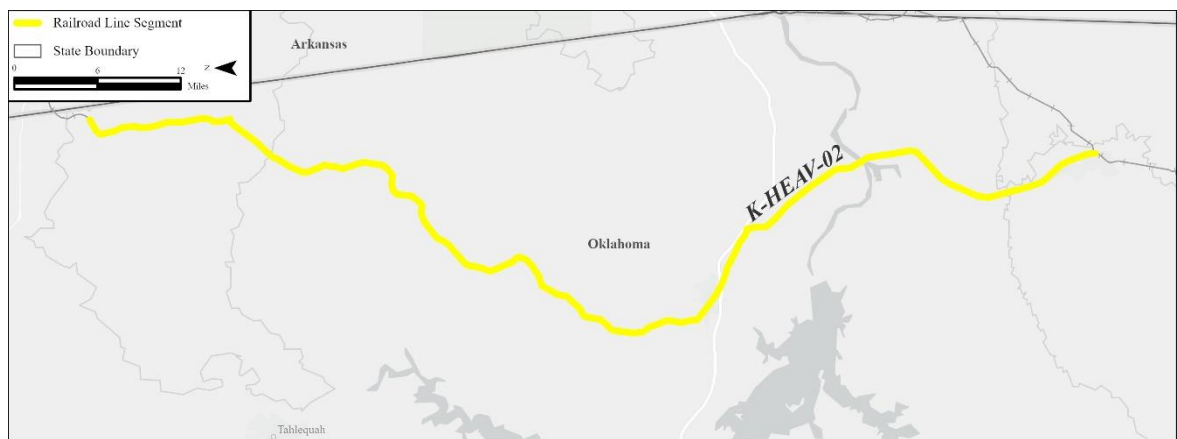 Railroad Line Segment
State Boundary
0 6 12
N
Miles
Arkansas
K-HEAV-02
Oklahoma
Tahlequah